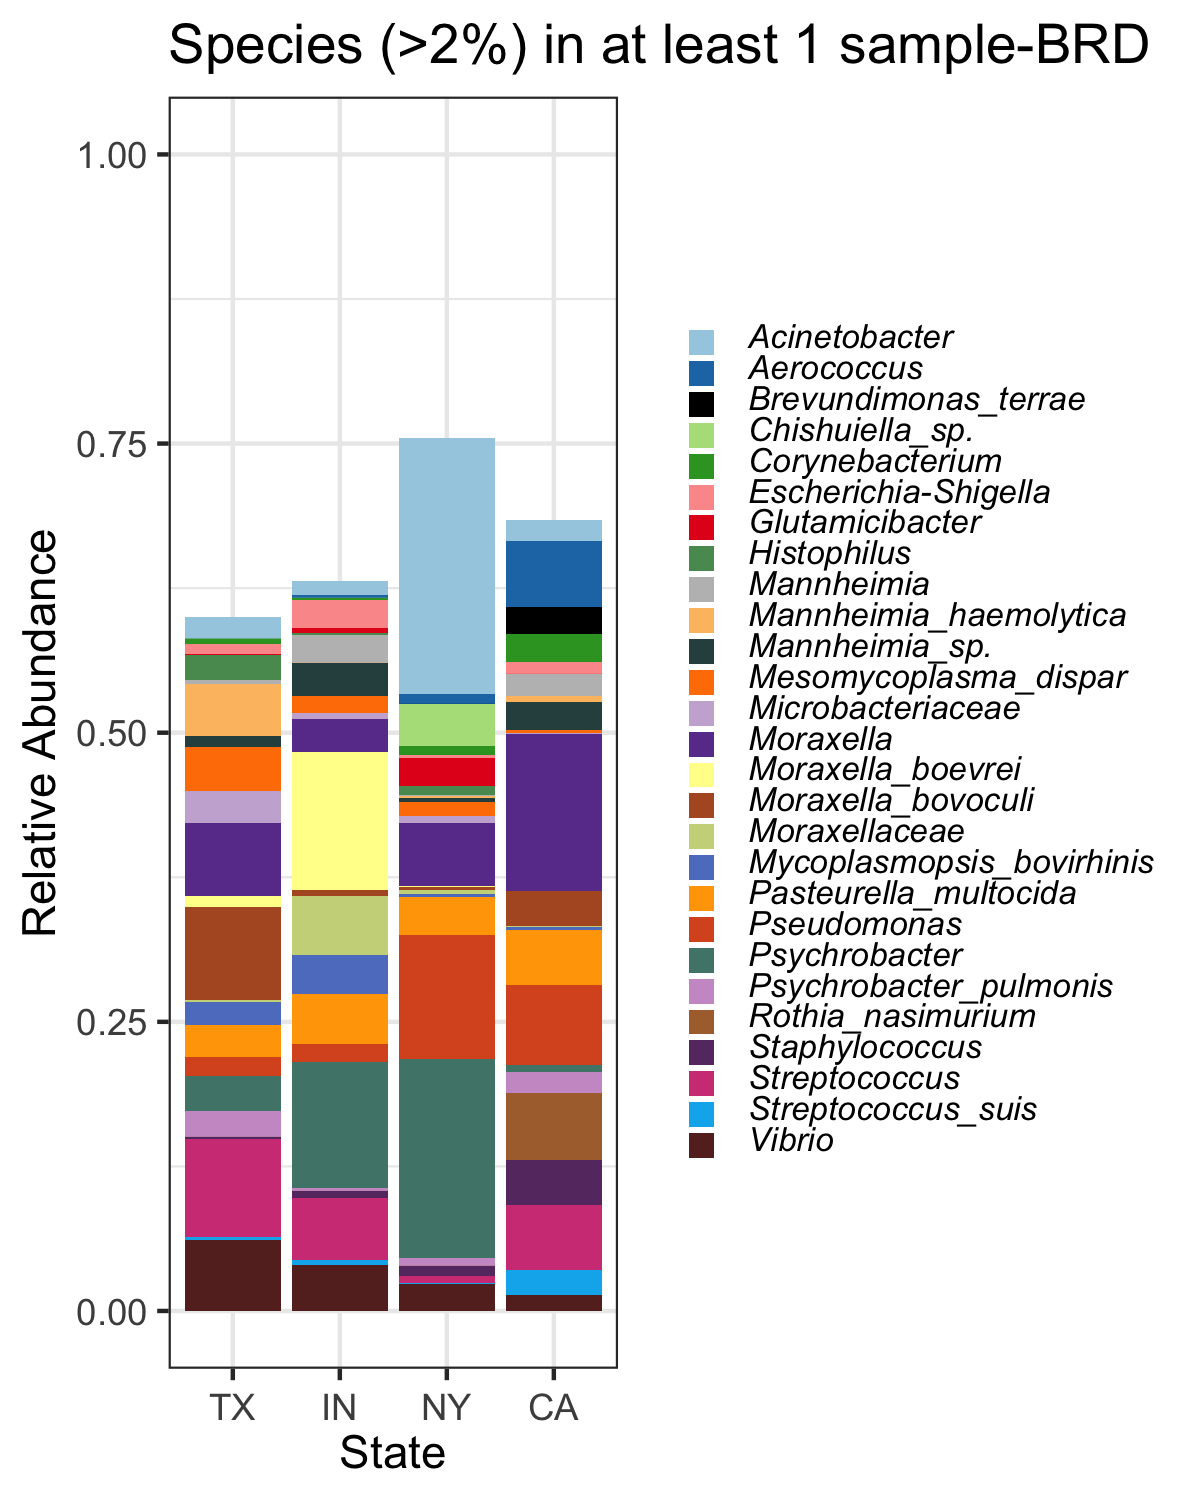 Species (>2%) in at least 1 sample-BRD
1.00
0.75
0.50
0.25
0.00
Relative Abundance
TX
IN
NY
CA
State
Acinetobacter
Aerococcus
Brevundimonas_terrae
Chishuiella_sp.
Corynebacterium
Escherichia-Shigella
Glutamicibacter
Histophilus
Mannheimia
Mannheimia_haemolytica
Mannheimia_sp.
Mesomycoplasma_dispar
Microbacteriaceae
Moraxella
Moraxella_boevrei
Moraxella_bovoculi
Moraxellaceae
Mycoplasmopsis_bovirhinis
Pasteurella_multocida
Pseudomonas
Psychrobacter
Psychrobacter_pulmonis
Rothia_nasimurium
Staphylococcus
Streptococcus
Streptococcus_suis
Vibrio